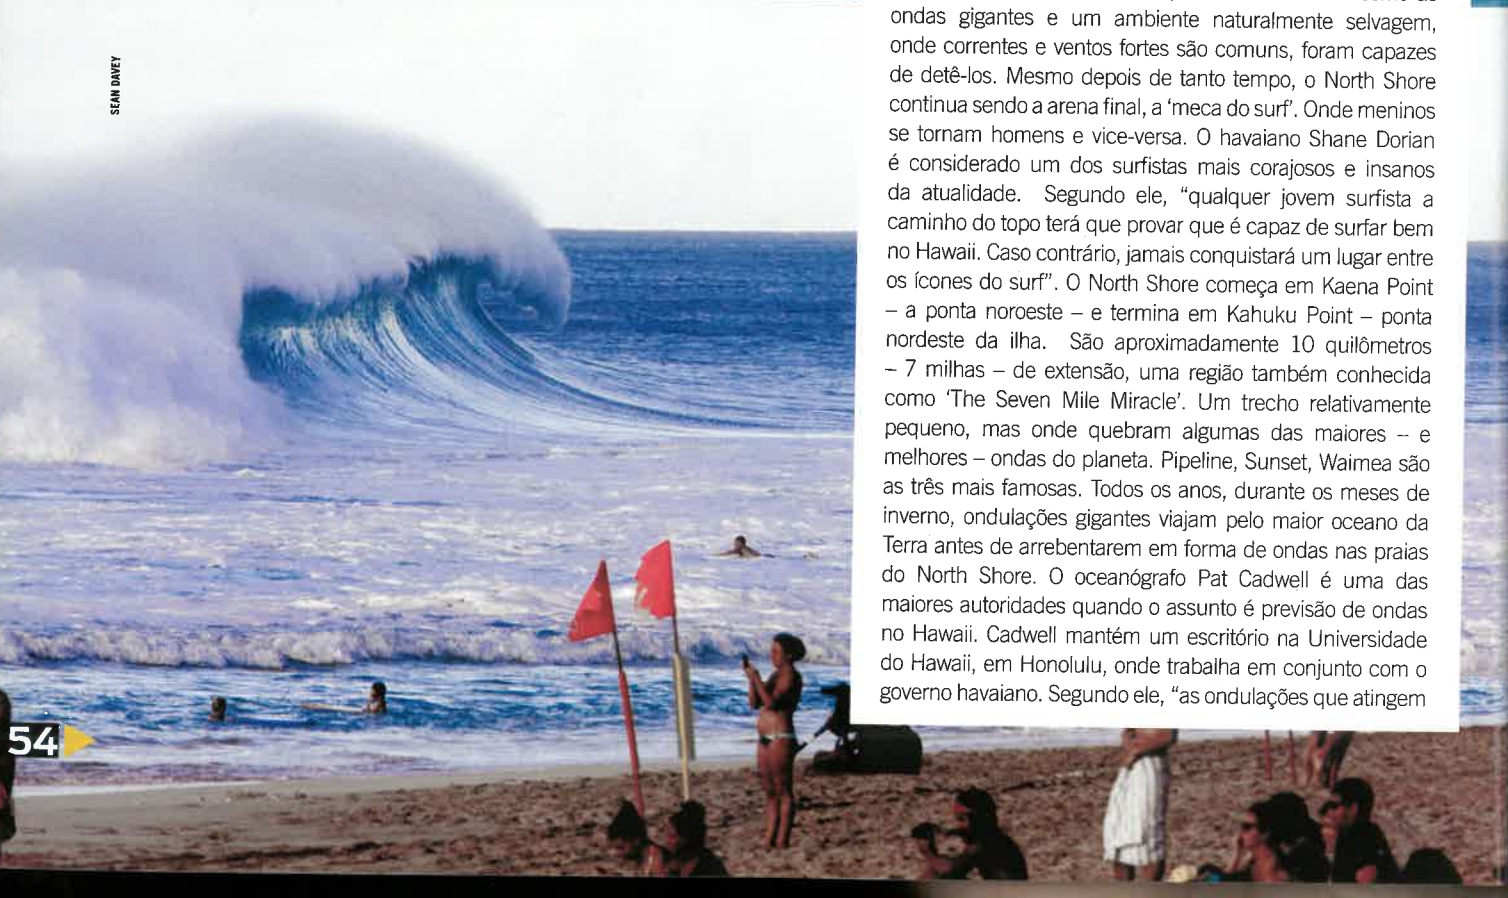 SEAN DAVEY
ondas gigantes e um ambiente naturalmente selvagem,
onde correntes e ventos fortes são comuns, foram capazes
de detê-los. Mesmo depois de tanto tempo, o North Shore
continua sendo a arena final, a ‘meca do surf’. Onde meninos
se tornam homens e vice-versa. O havaiano Shane Dorian
é considerado um dos surfistas mais corajosos e insanos
da atualidade. Segundo ele, “qualquer jovem surfista a
caminho do topo terá que provar que é capaz de surfar bem
no Hawaii. Caso contrário, jamais conquistará um lugar entre
os ícones do surf”. O North Shore começa em Kaena Point
– a ponta noroeste – e termina em Kahuku Point – ponta
nordeste da ilha. São aproximadamente 10 quilômetros
– 7 milhas – de extensão, uma região também conhecida
como ‘The Seven Mile Miracle’. Um trecho relativamente
pequeno, mas onde quebram algumas das maiores – e
melhores – ondas do planeta. Pipeline, Sunset, Waimea são
as três mais famosas. Todos os anos, durante os meses de
inverno, ondulações gigantes viajam pelo maior oceano da
Terra antes de arrebentarem em forma de ondas nas praias
do North Shore. O oceanógrafo Pat Cadwell é uma das
maiores autoridades quando o assunto é previsão de ondas
no Hawaii. Cadwell mantém um escritório na Universidade
do Hawaii, em Honolulu, onde trabalha em conjunto com o
governo havaiano. Segundo ele, “as ondulações que atingem
54